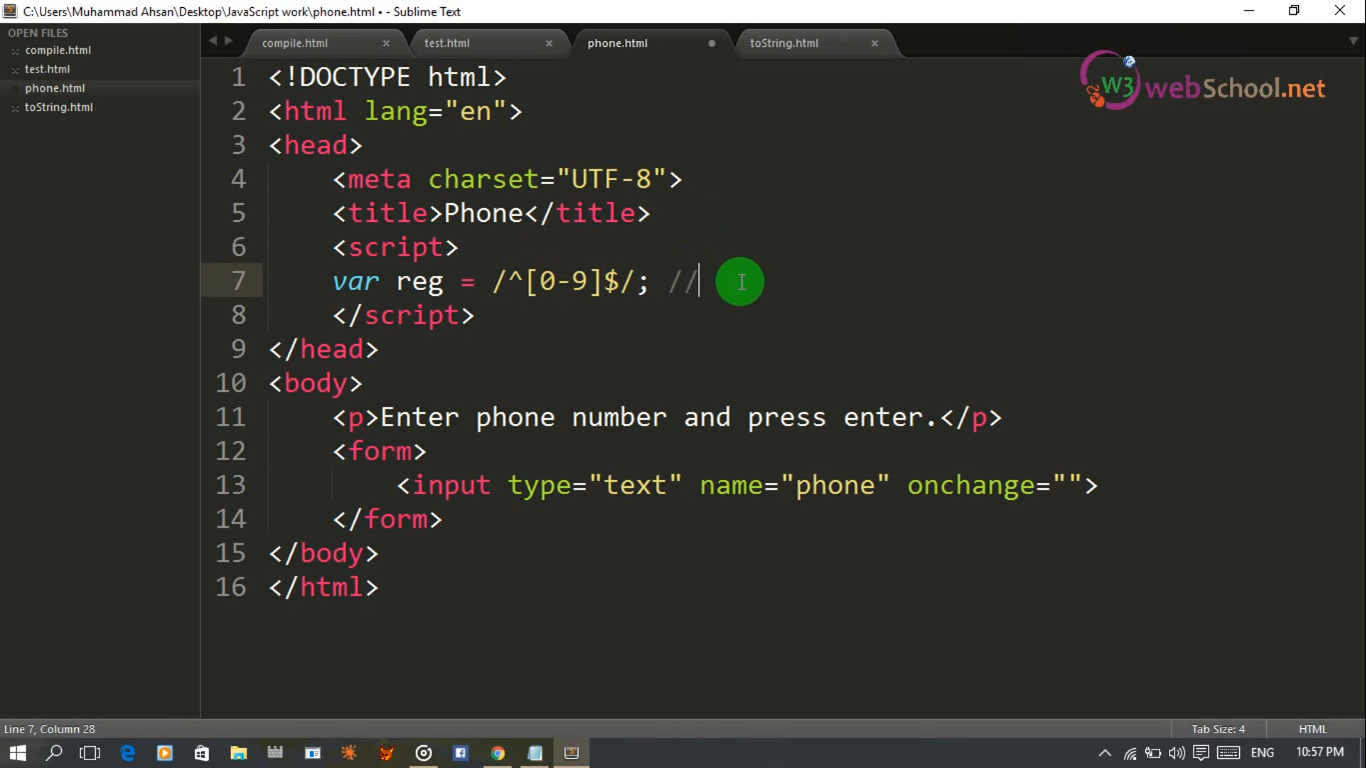 C:\Users\Muhammad Ahsan\Desktop\JavaScript work\phone.html • - Sublime Text
OPEN FILES
compile.html
test.html
phone.html
toString.html
compile.html × test.html × phone.html toString.html ×
W3webSchool.net
1 <!DOCTYPE html>
2 <html lang="en">
3 <head>
4 <meta charset="UTF-8">
5 <title>Phone</title>
6 <script>
7 var reg = /^[0-9]$/; //
8 </script>
9 </head>
10 <body>
11 <p>Enter phone number and press enter.</p>
12 <form>
13 <input type="text" name="phone" onchange="">
14 </form>
15 </body>
16 </html>
Line 7, Column 28 Tab Size: 4 HTML
ENG 10:57 PM